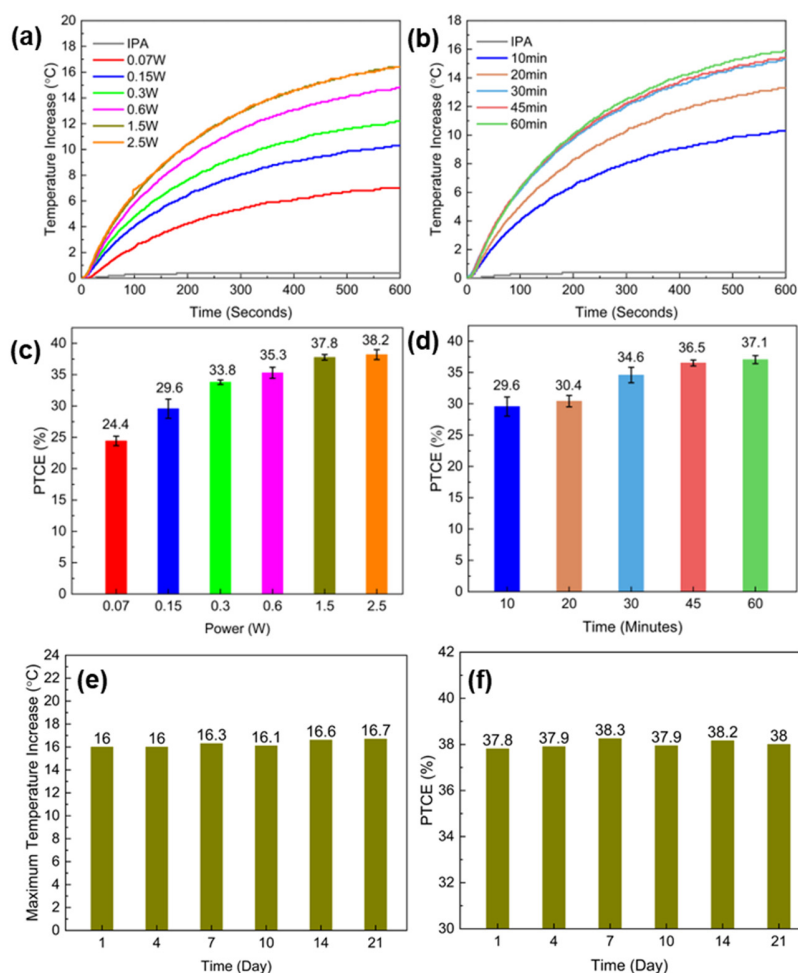 (a)
IPA
0.07W
0.15W
0.3W
0.6W
1.5W
2.5W
Temperature Increase (°C)
20
18
16
14
12
10
8
6
4
2
0
0 100 200 300 400 500 600
Time (Seconds)
(b)
IPA
10min
20min
30min
45min
60min
Temperature Increase (°C)
18
16
14
12
10
8
6
4
2
0
0 100 200 300 400 500 600
Time (Seconds)
(c)
PTCE (%)
40
35
30
25
20
15
10
5
0
24.4
29.6
33.8
35.3
37.8
38.2
0.07 0.15 0.3 0.6 1.5 2.5
Power (W)
(d)
PTCE (%)
40
35
30
25
20
15
10
5
0
29.6
30.4
34.6
36.5
37.1
10 20 30 45 60
Time (Minutes)
(e)
Maximum Temperature Increase (°C)
24
22
20
18
16
14
12
10
8
6
4
2
0
16 16 16.3 16.1 16.6 16.7
1 4 7 10 14 21
Time (Day)
(f)
PTCE (%)
42
40
38
36
34
32
30
37.8 37.9 38.3 37.9 38.2 38
1 4 7 10 14 21
Time (Day)